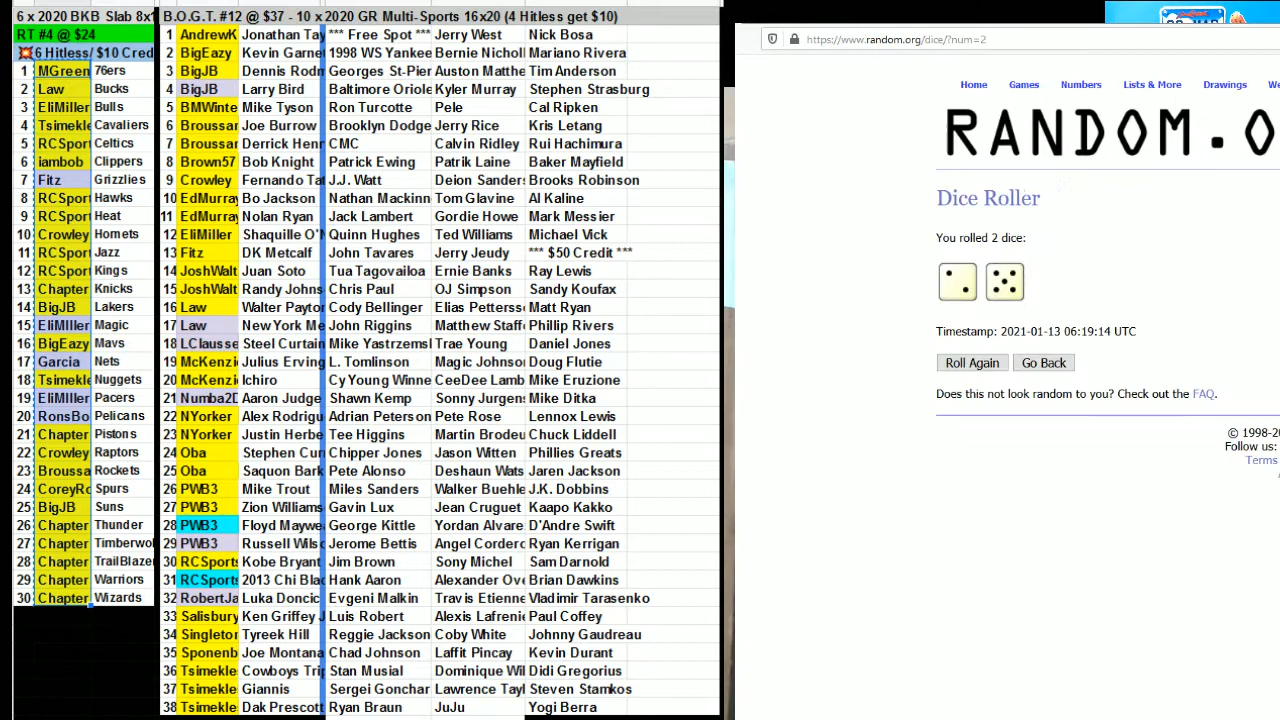 6 x 2020 BKB Slab 8x1
RT #4 @ $24
6 Hitless/ $10 Cred
1 MGreen 76ers
2 Law Bucks
3 EliMiller Bulls
4 Tsimekle Cavaliers
5 RCSport Celtics
6 iambob Clippers
7 Fitz Grizzlies
8 RCSport Hawks
9 RCSport Heat
10 Crowley Hornets
11 RCSport Jazz
12 RCSport Kings
13 Chapter Knicks
14 BigJB Lakers
15 EliMIller Magic
16 BigEazy Mavs
17 Garcia Nets
18 Tsimekle Nuggets
19 EliMIller Pacers
20 RonsBo Pelicans
21 Chapter Pistons
22 Crowley Raptors
23 Broussa Rockets
24 CoreyRo Spurs
25 BigJB Suns
26 Chapter Thunder
27 Chapter Timberwol
28 Chapter TrailBlazer
29 Chapter Warriors
30 Chapter Wizards
B.O.G.T. #12 @ $37 - 10 x 2020 GR Multi-Sports 16x20 (4 Hitless get $10)
1 AndrewK Jonathan Tay *** Free Spot *** Jerry West Nick Bosa
2 BigEazy Kevin Garne 1998 WS Yankee Bernie Nicholl Mariano Rivera
3 BigJB Dennis Rodn Georges St-Pier Auston Matthe Tim Anderson
4 BigJB Larry Bird Baltimore Oriole Kyler Murray Stephen Strasburg
5 BMWinte Mike Tyson Ron Turcotte Pele Cal Ripken
6 Broussar Joe Burrow Brooklyn Dodge Jerry Rice Kris Letang
7 Broussar Derrick Henr CMC Calvin Ridley Rui Hachimura
8 Brown57 Bob Knight Patrick Ewing Patrik Laine Baker Mayfield
9 Crowley Fernando Tat J.J. Watt Deion Sanders Brooks Robinson
10 EdMurray Bo Jackson Nathan Mackinn Tom Glavine Al Kaline
11 EdMurray Nolan Ryan Jack Lambert Gordie Howe Mark Messier
12 EliMiller Shaquille O'N Quinn Hughes Ted Williams Michael Vick
13 Fitz DK Metcalf John Tavares Jerry Jeudy *** $50 Credit ***
14 JoshWalt Juan Soto Tua Tagovailoa Ernie Banks Ray Lewis
15 JoshWalt Randy Johns Chris Paul OJ Simpson Sandy Koufax
16 Law Walter Payton Cody Bellinger Elias Petterss Matt Ryan
17 Law New York Me John Riggins Matthew Staff Phillip Rivers
18 LClausse Steel Curtain Mike Yastrzems Trae Young Daniel Jones
19 McKenzi Julius Erving L. Tomlinson Magic Johnso Doug Flutie
20 McKenzi Ichiro Cy Young Winne CeeDee Lamb Mike Eruzione
21 Numba2D Aaron Judge Shawn Kemp Sonny Jurgens Mike Ditka
22 NYorker Alex Rodrigu Adrian Peterson Pete Rose Lennox Lewis
23 NYorker Justin Herbe Tee Higgins Martin Brodeu Chuck Liddell
24 Oba Stephen Cur Chipper Jones Jason Witten Phillies Greats
25 Oba Saquon Bark Pete Alonso Deshaun Wats Jaren Jackson
26 PWB3 Mike Trout Miles Sanders Walker Buehle J.K. Dobbins
27 PWB3 Zion Williams Gavin Lux Jean Cruguet Kaapo Kakko
28 PWB3 Floyd Maywe George Kittle Yordan Alvare D'Andre Swift
29 PWB3 Russell Wils Jerome Bettis Angel Cordero Ryan Kerrigan
30 RCSports Kobe Bryant Jim Brown Sony Michel Sam Darnold
31 RCSports 2013 Chi Blac Hank Aaron Alexander Ove Brian Dawkins
32 RobertJa Luka Doncic Evgeni Malkin Travis Etienne Vladimir Tarasenko
33 Salisbury Ken Griffey J Luis Robert Alexis Lafrenie Paul Coffey
34 Singleton Tyreek Hill Reggie Jackson Coby White Johnny Gaudreau
35 Sponenb Joe Montana Chad Johnson Laffit Pincay Kevin Durant
36 Tsimekle Cowboys Trip Stan Musial Dominique Wil Didi Gregorius
37 Tsimekle Giannis Sergei Gonchar Lawrence Tayl Steven Stamkos
38 Tsimekle Dak Prescott Ryan Braun JuJu Yogi Berra
https://www.random.org/dice/?num=2
Home Games Numbers Lists & More Drawings We
RANDOM.O
Dice Roller
You rolled 2 dice:
Timestamp: 2021-01-13 06:19:14 UTC
Roll Again Go Back
Does this not look random to you? Check out the FAQ.
© 1998-20
Follow us:
Terms